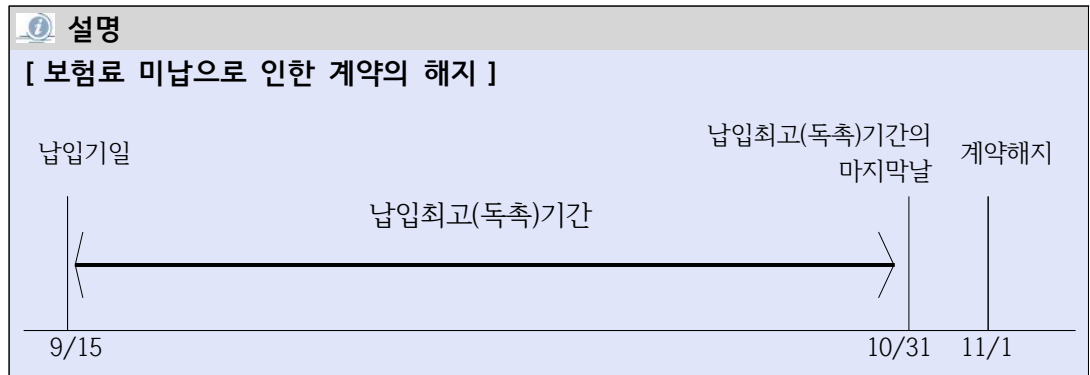 설명
[ 보험료 미납으로 인한 계약의 해지 ]
납입기일
납입최고(독촉)기간의
마지막날
계약해지
납입최고(독촉)기간
9/15
10/31
11/1